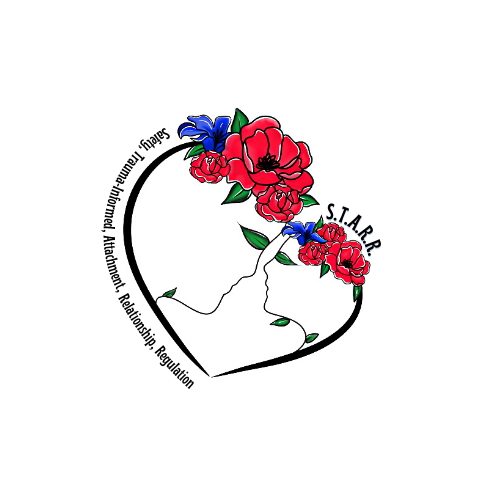 S.T.A.R.R.
Safety, Trauma-Informed, Attachment, Relationship, Regulation